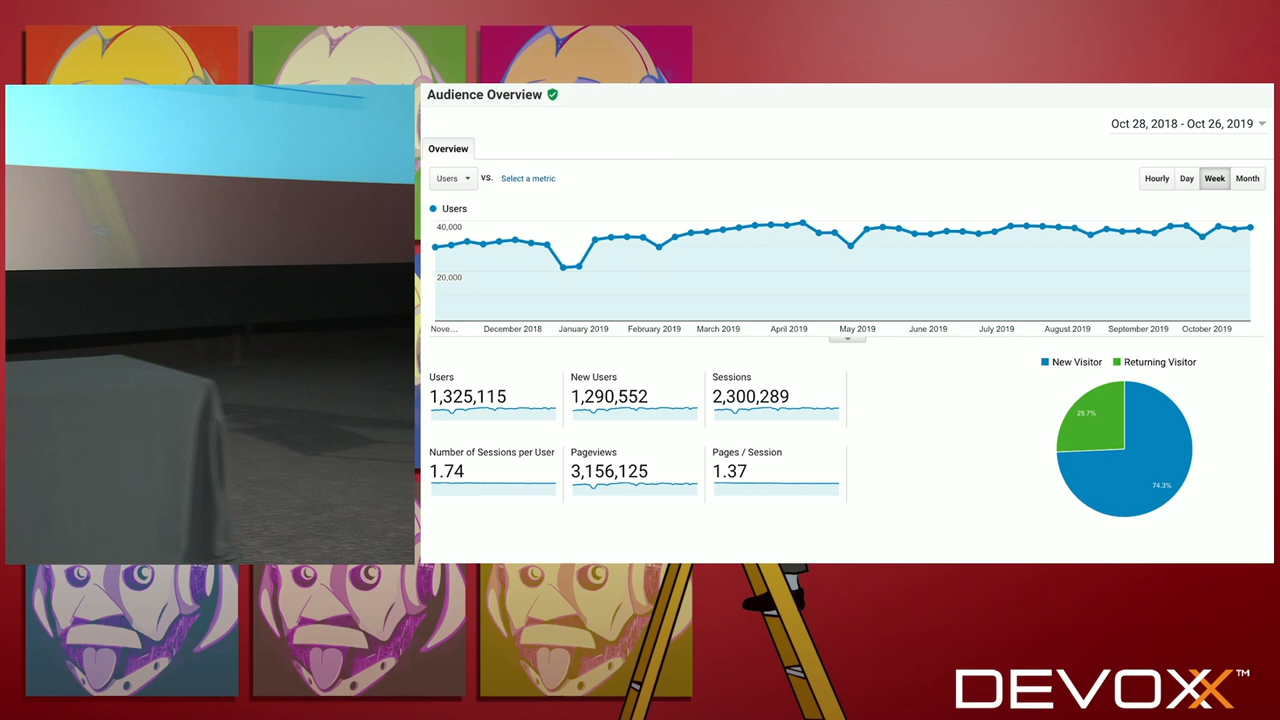 Audience Overview
Oct 28, 2018 - Oct 26, 2019
Overview
Users VS. Select a metric
Hourly Day Week Month
Users
40,000
20,000
Nove… December 2018 January 2019 February 2019 March 2019 April 2019 May 2019 June 2019 July 2019 August 2019 September 2019 October 2019
New Visitor Returning Visitor
Users New Users Sessions
1,325,115 1,290,552 2,300,289
25.7%
Number of Sessions per User Pageviews Pages / Session
1.74 3,156,125 1.37
74.3%
DEVOXX™